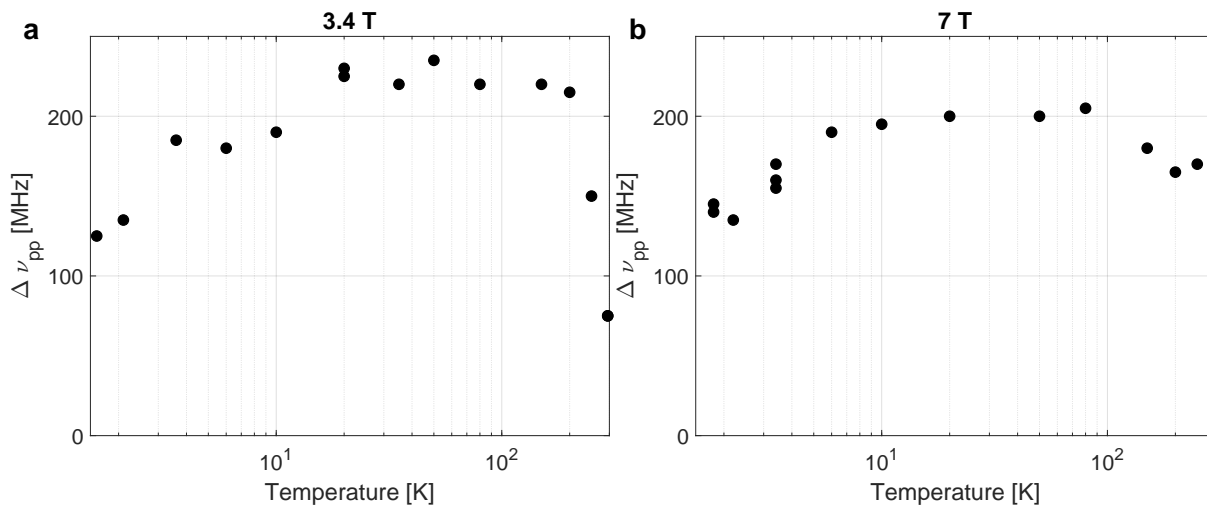 a
3.4 T
200
100
0
Δ ν_pp [MHz]
10^1
10^2
Temperature [K]
b
7 T
200
100
0
Δ ν_pp [MHz]
10^1
10^2
Temperature [K]